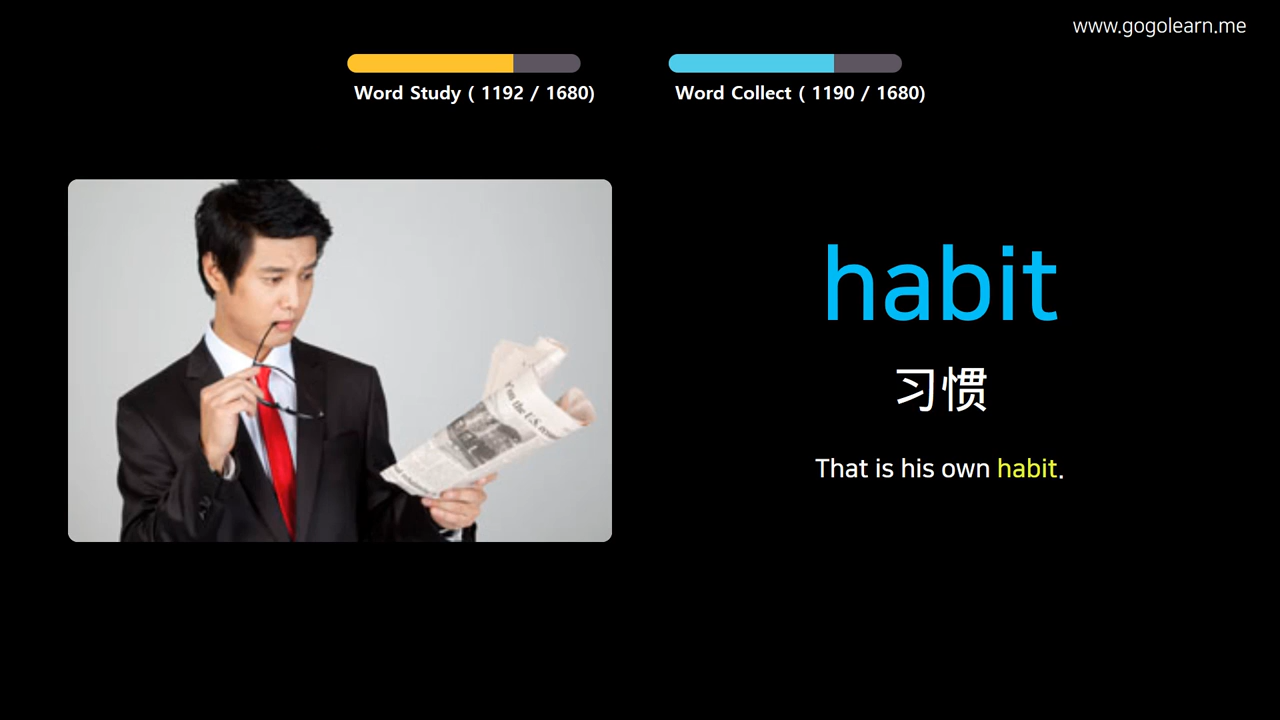 www.gogolearn.me
Word Study ( 1192 / 1680)
Word Collect ( 1190 / 1680)
habit
习惯
That is his own habit.